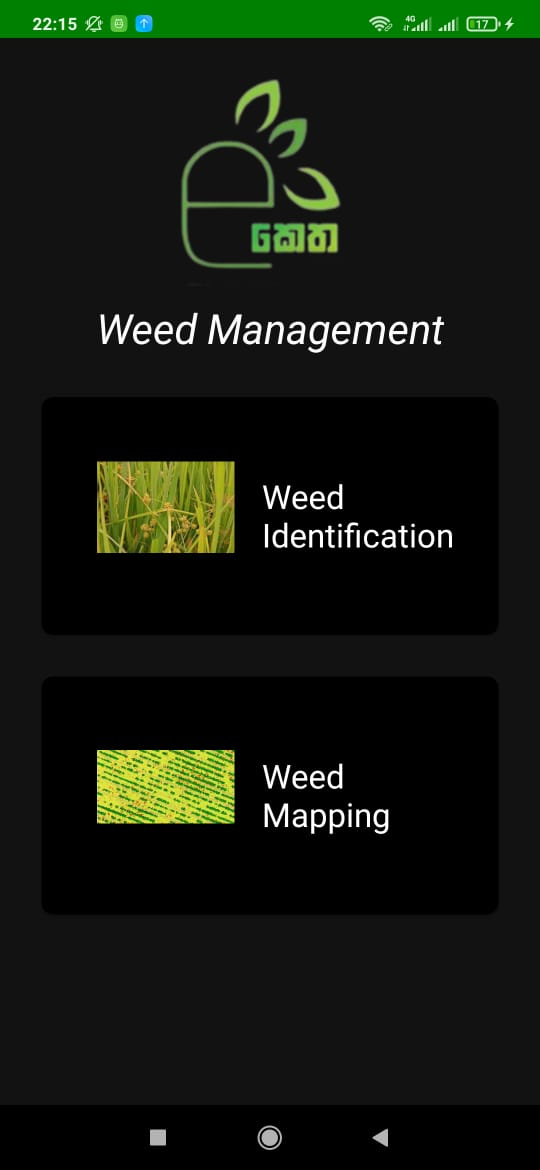 22:15
4G
17
e
කෙත
Weed Management
Weed
Identification
Weed
Mapping